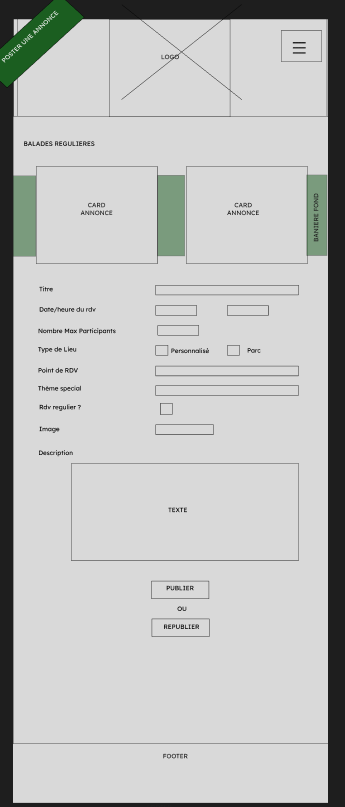 POSTER UNE ANNONCE
LOGO
BALADES REGULIERES
CARD
ANNONCE
CARD
ANNONCE
BANIERE FOND
Titre
Date/heure du rdv
Nombre Max Participants
Type de Lieu
Personnalisé
Parc
Point de RDV
Thème special
Rdv regulier ?
Image
Description
TEXTE
PUBLIER
OU
REPUBLIER
FOOTER